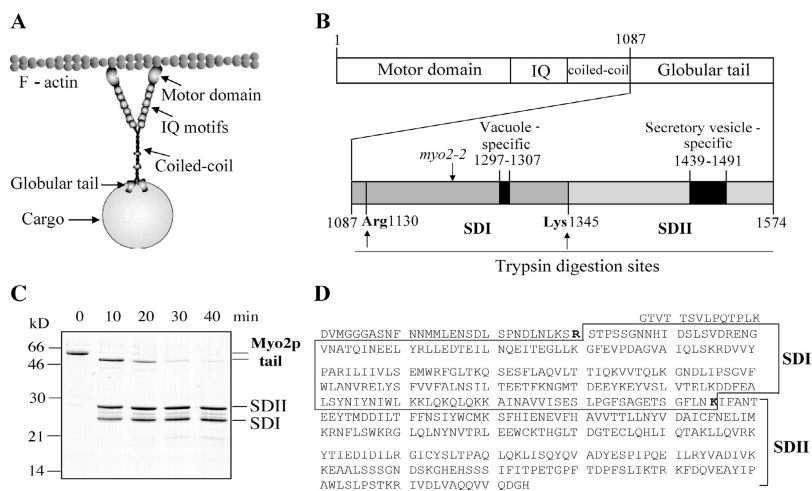 A
F - actin
Motor domain
IQ motifs
Coiled-coil
Globular tail
Cargo
B
1
1087
Motor domain
IQ
coiled-coil
Globular tail
Vacuole -
specific
1297-1307
Secretory vesicle -
specific
1439-1491
myo2-2
1087
Arg1130
SDI
Lys1345
SDII
1574
Trypsin digestion sites
C
0 10 20 30 40 min
kD
66
46
30
21
14
Myo2p
tail
SDII
SDI
D
GTVTT TSVLPQTPLK
DVMGGGASNF NNMMLENSDL SPNDLNLKSR STPSSGNNHI DSLSVDRENG
VNATQINEEL YRLLEDTEIL NQEITEGLLK GFEVPDAGVA IQLSKRDVVY
PARILIIVLS EMWRFGLTKQ SESFLAQVLT TIQKVVTQLK GNDLIPSGVF
WLANVRELYS FVVFALNSIL TEETFKNGMT DEEYKEYVSL VTELKDDFEA
LSYNIYNIWL KKLQKQLQKK AINAVVISES LPGFSAGETS GFLNKIFANT
EEYTMDDILT FFNSIYWCMK SFHIENEVFH AVVTTLLNYV DAICFNELIM
KRNFLSWKRG LQLNYNVTRL EEWCKTHGLT DGTECLQHLI QTAKLLQVRK
YTIEDIDILR GICYSLTPAQ LQKLISQYQV ADYESPIPQE ILRYVADIVK
KEAALSSSGN DSKGHEHSSS IFITPETGPF TDPFSLIKTR KFDQVEAYIP
AWLSLPSTKR IVDLVAQQVV QDGH
SDI
SDII